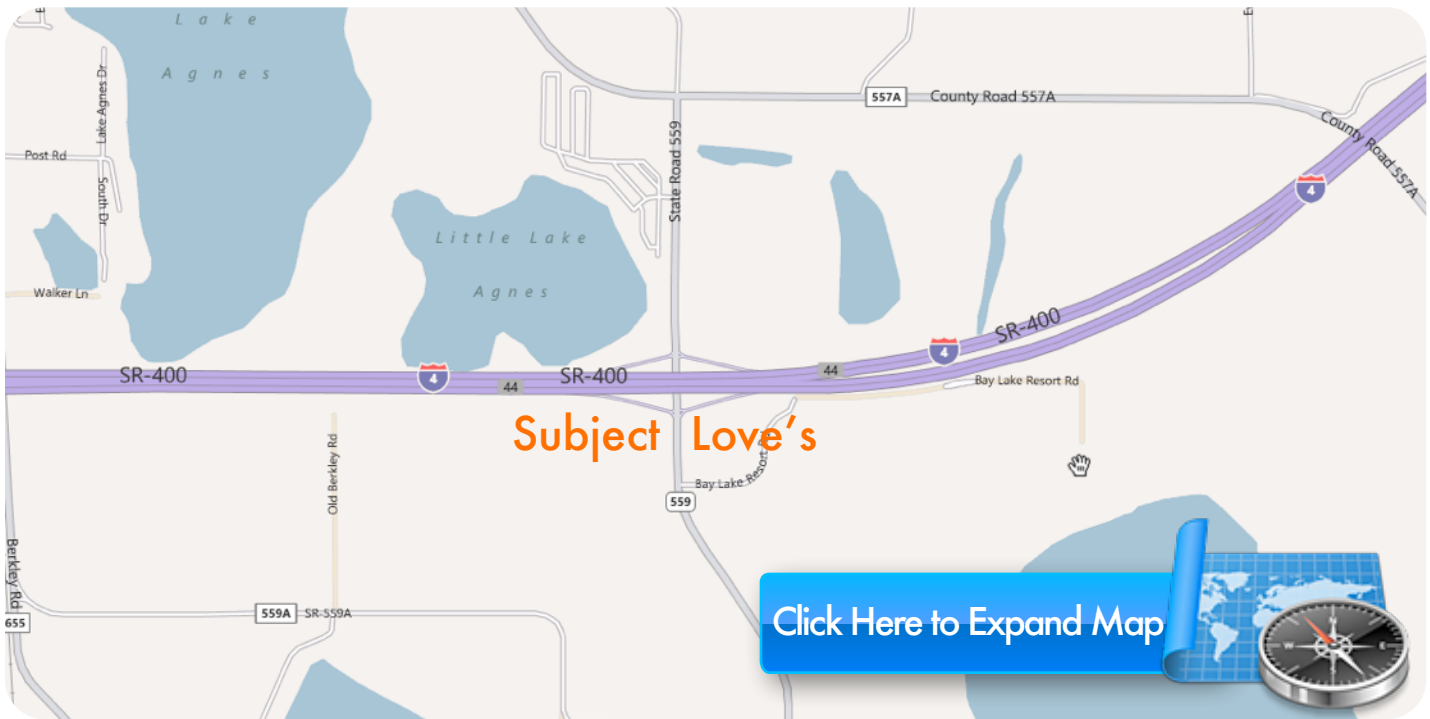 Lake
Agnes
E
E
Lake Agnes Dr
Post Rd
South Dr
Walker Ln
State Road 559
557A
County Road 557A
County Road 557A
4
Little Lake
Agnes
SR-400
4
44
SR-400
44
4
SR-400
Bay Lake Resort Rd
Subject Love's
Old Berkley Rd
Bay Lake Resort Rd
559
Berkley Rd
655
559A
SR-559A
Click Here to Expand Map